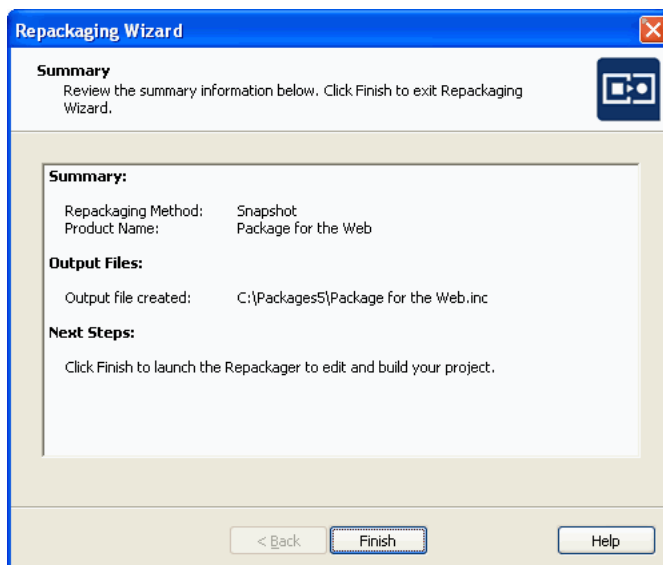 Repackaging Wizard
Summary
Review the summary information below. Click Finish to exit Repackaging
Wizard.
Summary:
Repackaging Method: Snapshot
Product Name: Package for the Web
Output Files:
Output file created: C:\Packages5\Package for the Web.inc
Next Steps:
Click Finish to launch the Repackager to edit and build your project.
< Back Finish Help